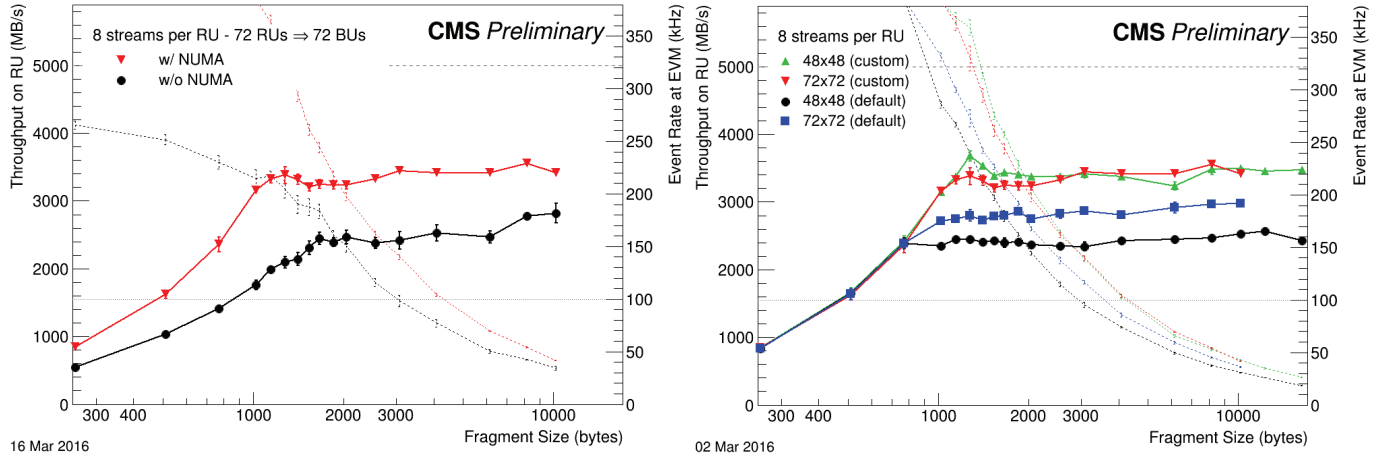 CMS Preliminary
8 streams per RU - 72 RUs ⇒ 72 BUs
w/ NUMA
w/o NUMA
Throughput on RU (MB/s)
5000
4000
3000
2000
1000
0
Event Rate at EVM (kHz)
350
300
250
200
150
100
50
0
300
400
1000
2000
3000
10000
Fragment Size (bytes)
16 Mar 2016
CMS Preliminary
8 streams per RU
48x48 (custom)
72x72 (custom)
48x48 (default)
72x72 (default)
Throughput on RU (MB/s)
5000
4000
3000
2000
1000
0
Event Rate at EVM (kHz)
350
300
250
200
150
100
50
0
300
400
1000
2000
3000
10000
Fragment Size (bytes)
02 Mar 2016